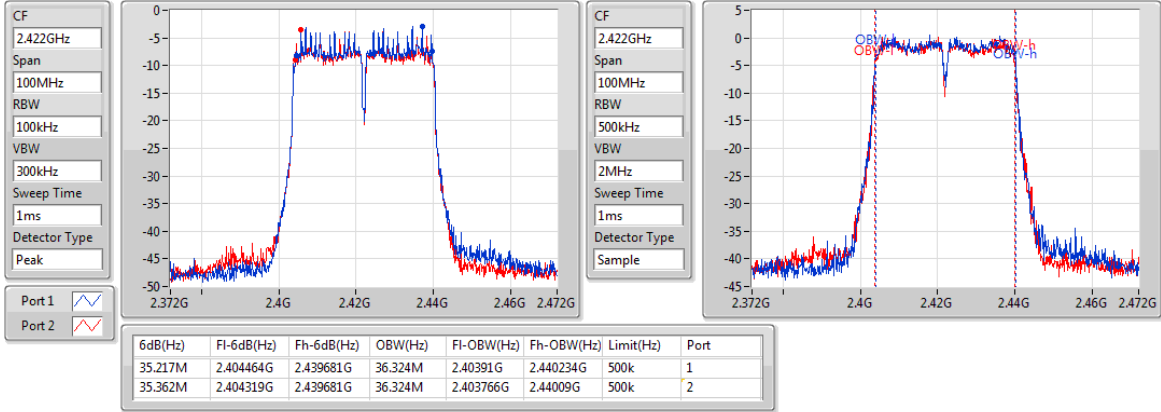 CF
2.422GHz
Span
100MHz
RBW
100kHz
VBW
300kHz
Sweep Time
1ms
Detector Type
Peak
Port 1
Port 2
0
-5
-10
-15
-20
-25
-30
-35
-40
-45
-50
2.372G 2.4G 2.42G 2.44G 2.46G 2.472G
CF
2.422GHz
Span
100MHz
RBW
500kHz
VBW
2MHz
Sweep Time
1ms
Detector Type
Sample
5
0
-5
-10
-15
-20
-25
-30
-35
-40
-45
OBW-h
2.372G 2.4G 2.42G 2.44G 2.46G 2.472G
6dB(Hz) Fl-6dB(Hz) Fh-6dB(Hz) OBW(Hz) Fl-OBW(Hz) Fh-OBW(Hz) Limit(Hz) Port
35.217M 2.404464G 2.439681G 36.324M 2.40391G 2.440234G 500k 1
35.362M 2.404319G 2.439681G 36.324M 2.403766G 2.44009G 500k 2